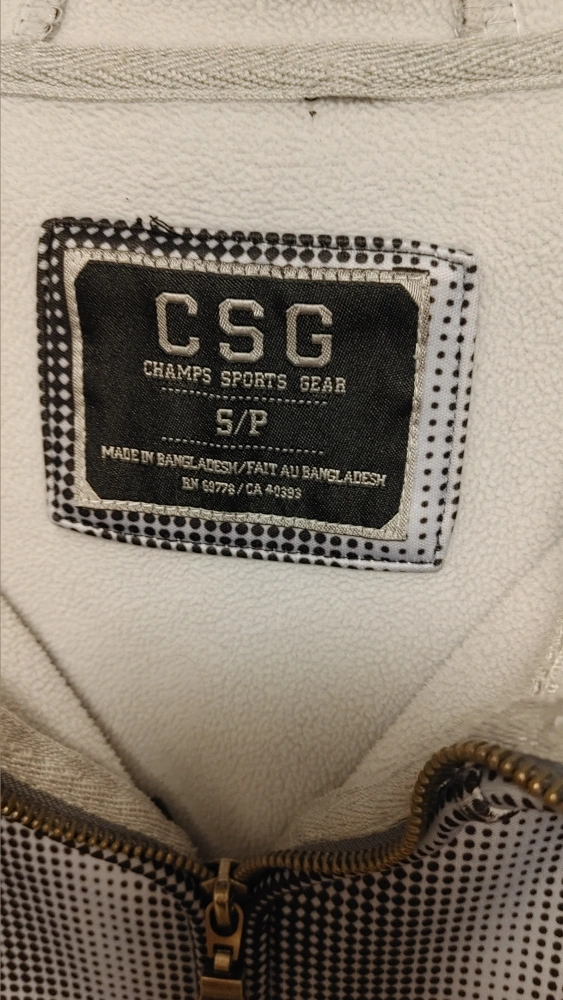 CSG
CHAMPS SPORTS GEAR
S/P
MADE IN BANGLADESH/FAIT AU BANGLADESH
RN 69778/CA 40393